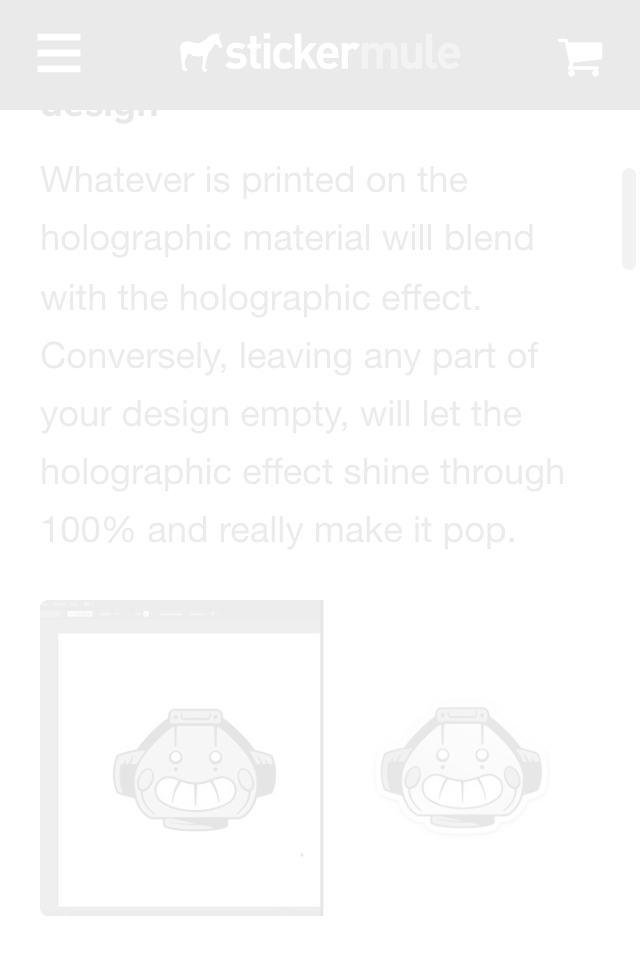 stickermule
design
Whatever is printed on the
holographic material will blend
with the holographic effect.
Conversely, leaving any part of
your design empty, will let the
holographic effect shine through
100% and really make it pop.